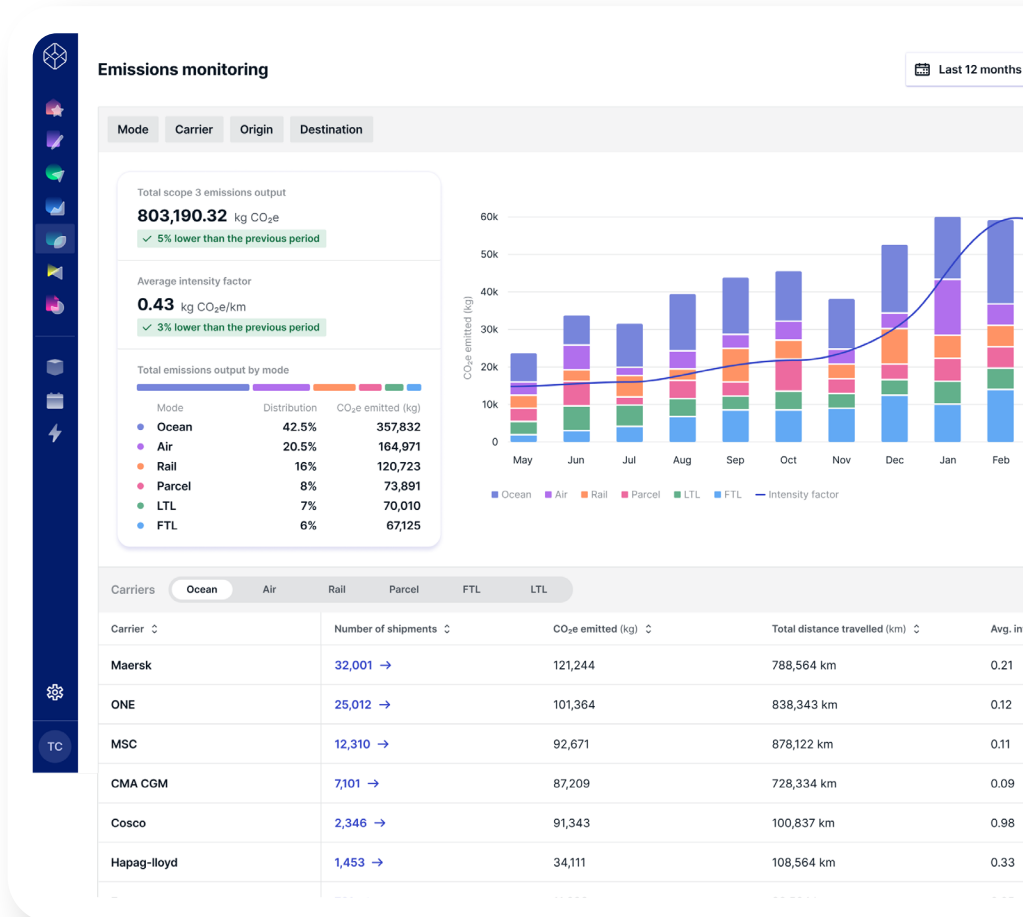 Emissions monitoring
Last 12 months
Mode Carrier Origin Destination
Total scope 3 emissions output
803,190.32 kg CO₂e
5% lower than the previous period
Average intensity factor
0.43 kg CO₂e/km
3% lower than the previous period
Total emissions output by mode
Mode Distribution CO₂e emitted (kg)
Ocean 42.5% 357,832
Air 20.5% 164,971
Rail 16% 120,723
Parcel 8% 73,891
LTL 7% 70,010
FTL 6% 67,125
CO₂e emitted (kg)
60k
50k
40k
30k
20k
10k
0
May Jun Jul Aug Sep Oct Nov Dec Jan Feb
Ocean Air Rail Parcel LTL FTL Intensity factor
Carriers Ocean Air Rail Parcel FTL LTL
Carrier Number of shipments CO₂e emitted (kg) Total distance travelled (km) Avg. in
Maersk 32,001 → 121,244 788,564 km 0.21
ONE 25,012 → 101,364 838,343 km 0.12
MSC 12,310 → 92,671 878,122 km 0.11
CMA CGM 7,101 → 87,209 728,334 km 0.09
Cosco 2,346 → 91,343 100,837 km 0.98
Hapag-lloyd 1,453 → 34,111 108,564 km 0.33
TC